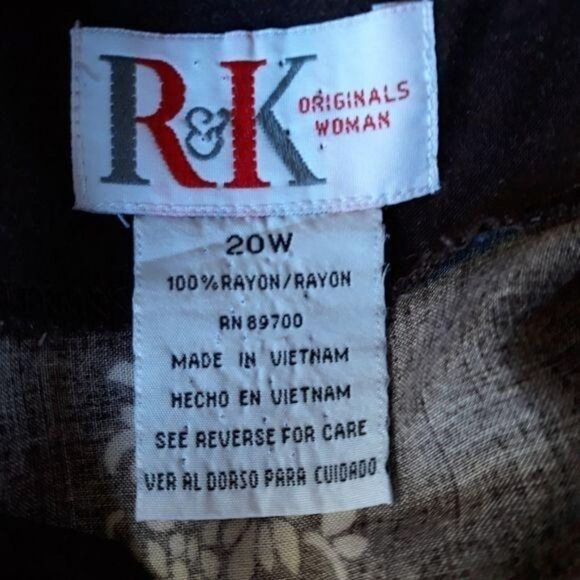 R&K ORIGINALS
WOMAN
20W
100%RAYON/RAYON
RN 89700
MADE IN VIETNAM
HECHO EN VIETNAM
SEE REVERSE FOR CARE
VER AL DORSO PARA CUIDADO